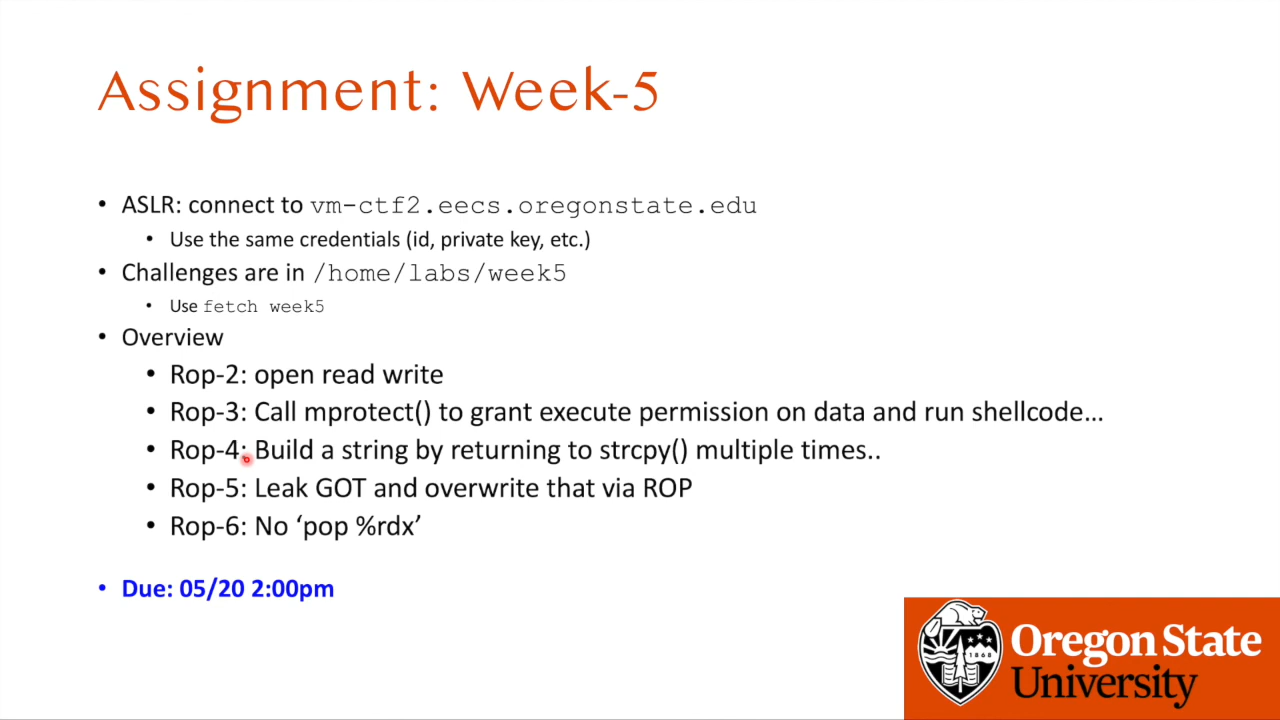 Assignment: Week-5
• ASLR: connect to vm-ctf2.eecs.oregonstate.edu
• Use the same credentials (id, private key, etc.)
• Challenges are in /home/labs/week5
• Use fetch week5
• Overview
• Rop-2: open read write
• Rop-3: Call mprotect() to grant execute permission on data and run shellcode...
• Rop-4: Build a string by returning to strcpy() multiple times..
• Rop-5: Leak GOT and overwrite that via ROP
• Rop-6: No ‘pop %rdx’
• Due: 05/20 2:00pm
1868
Oregon State
University